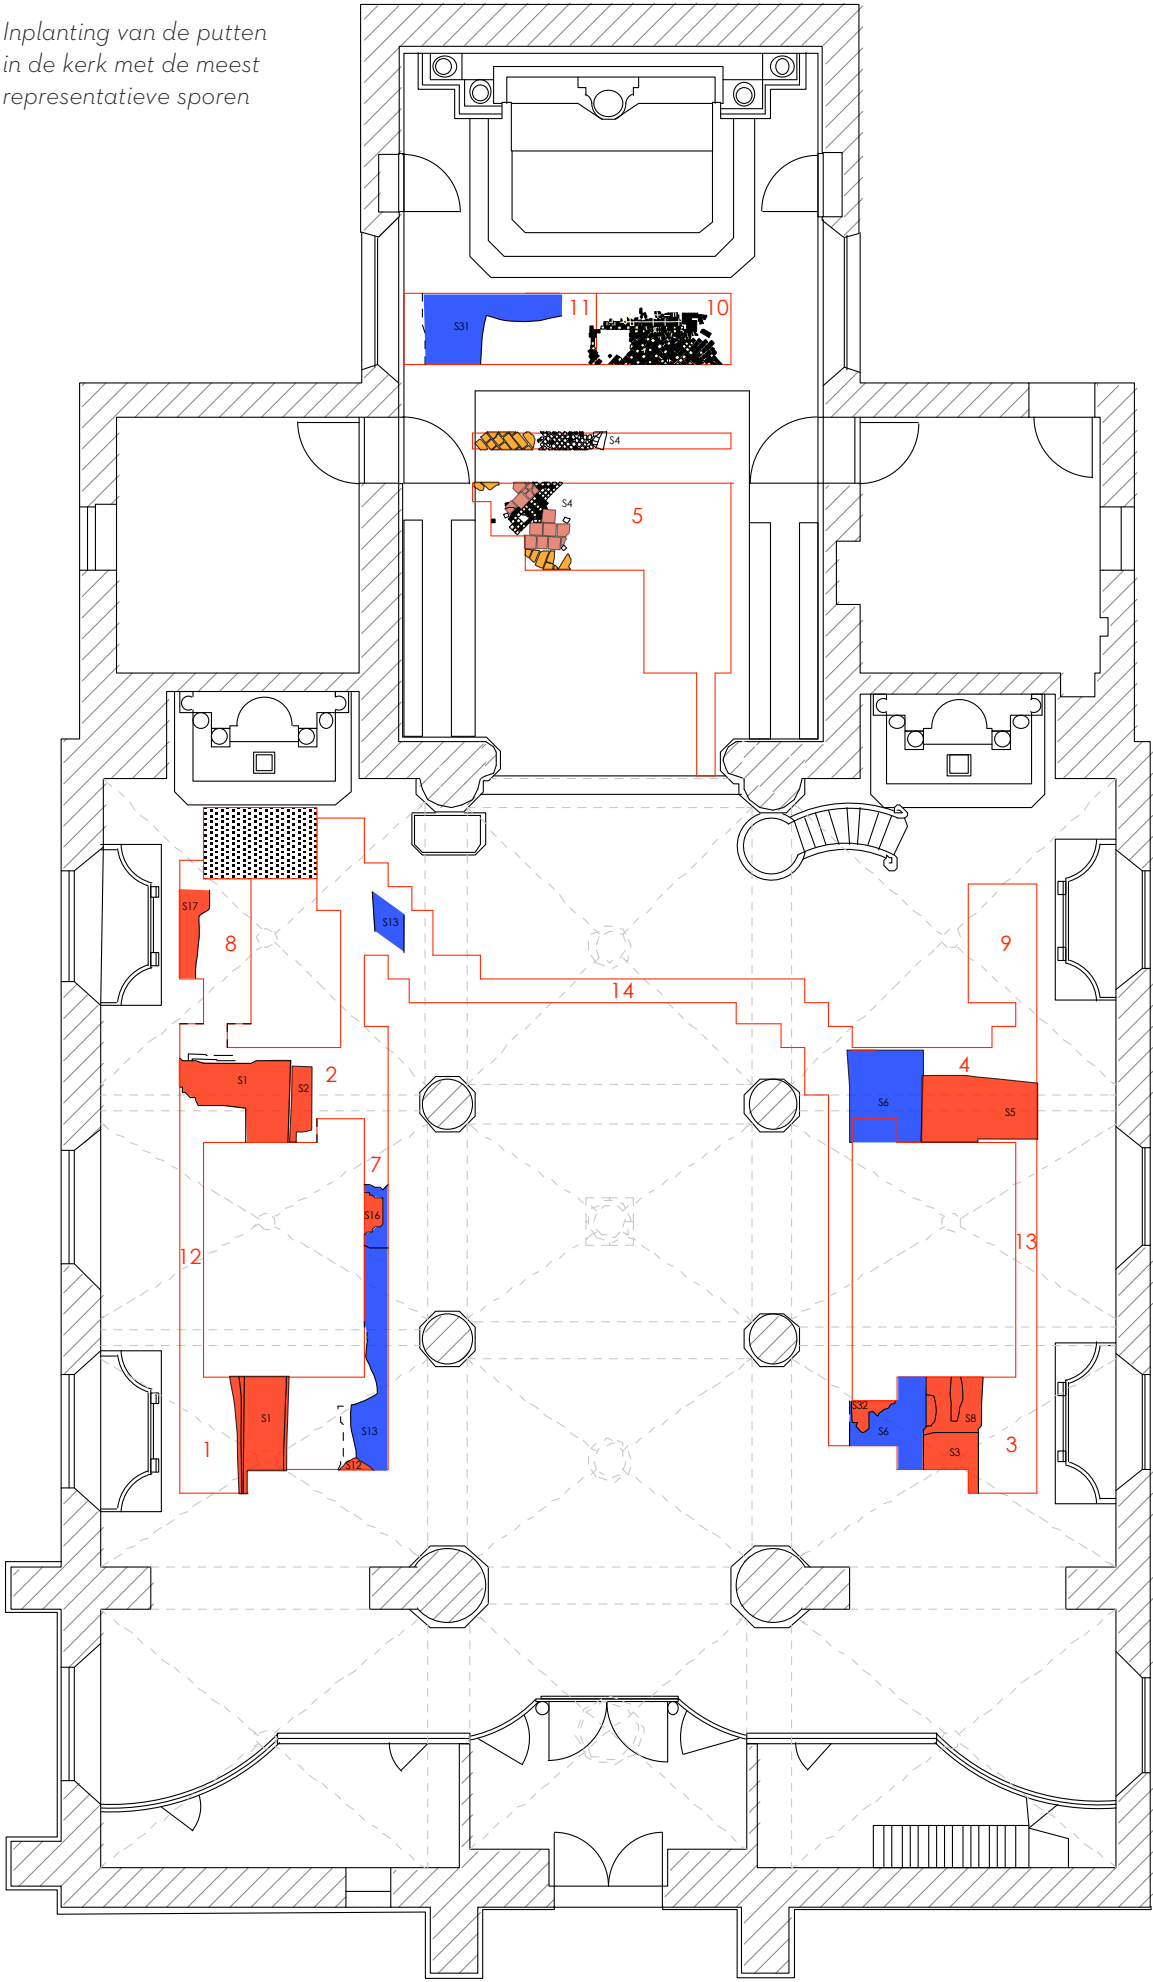 Inplanting van de putten
in de kerk met de meest
representatieve sporen
11
10
S31
S4
S4
5
S17
8
S13
9
14
S1
S2
2
4
S6
S5
7
S16
12
13
S1
S13
S12
1
S32
S6
S8
S3
3